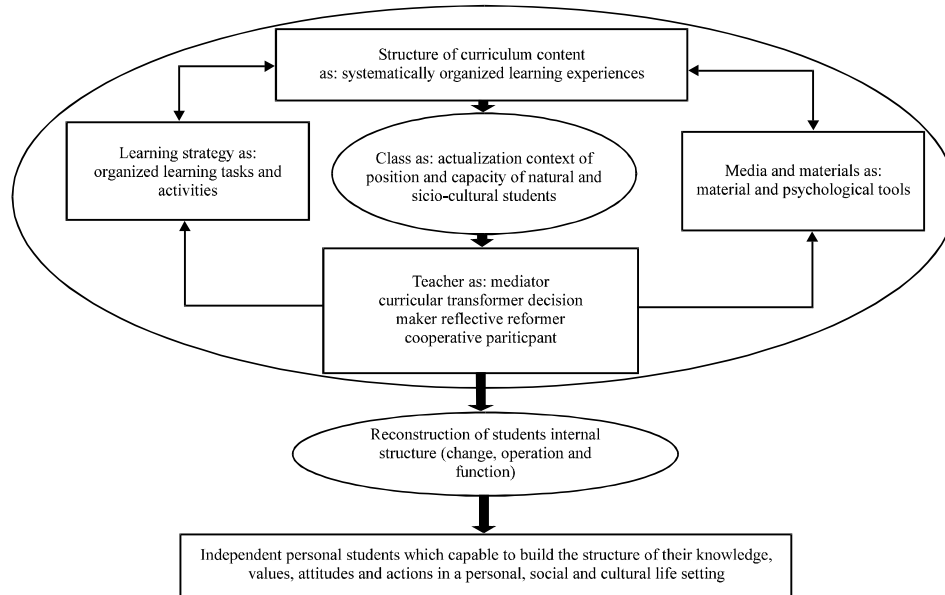 Structure of curriculum content
as: systematically organized learning experiences
Learning strategy as:
organized learning tasks and
activities
Class as: actualization context of
position and capacity of natural and
sicio-cultural students
Media and materials as:
material and psychological tools
Teacher as: mediator
curricular transformer decision
maker reflective reformer
cooperative pariticpant
Reconstruction of students internal
structure (change, operation and
function)
Independent personal students which capable to build the structure of their knowledge,
values, attitudes and actions in a personal, social and cultural life setting